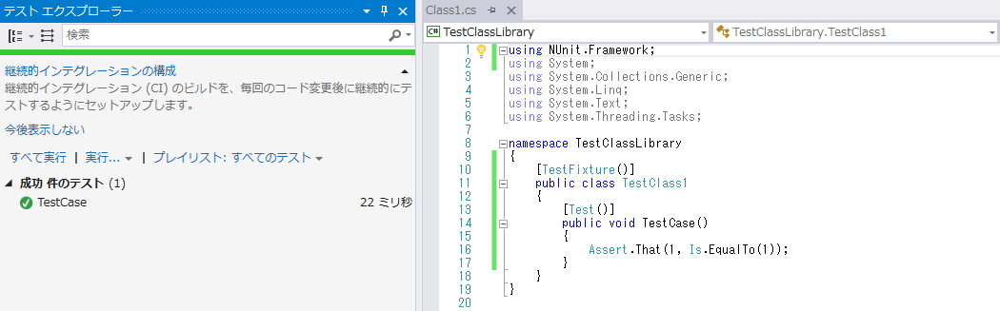 テスト エクスプローラー
検索
継続的インテグレーションの構成
継続的インテグレーション (CI) のビルドを、毎回のコード変更後に継続的にテ
ストするようにセットアップします。
今後表示しない
すべて実行 | 実行... | プレイリスト: すべてのテスト
成功 件のテスト (1)
TestCase 22 ミリ秒
Class1.cs
C# TestClassLibrary TestClassLibrary.TestClass1
1 using NUnit.Framework;
2 using System;
3 using System.Collections.Generic;
4 using System.Linq;
5 using System.Text;
6 using System.Threading.Tasks;
7
8 namespace TestClassLibrary
9 {
10 [TestFixture()]
11 public class TestClass1
12 {
13 [Test()]
14 public void TestCase()
15 {
16 Assert.That(1, Is.EqualTo(1));
17 }
18 }
19 }
20